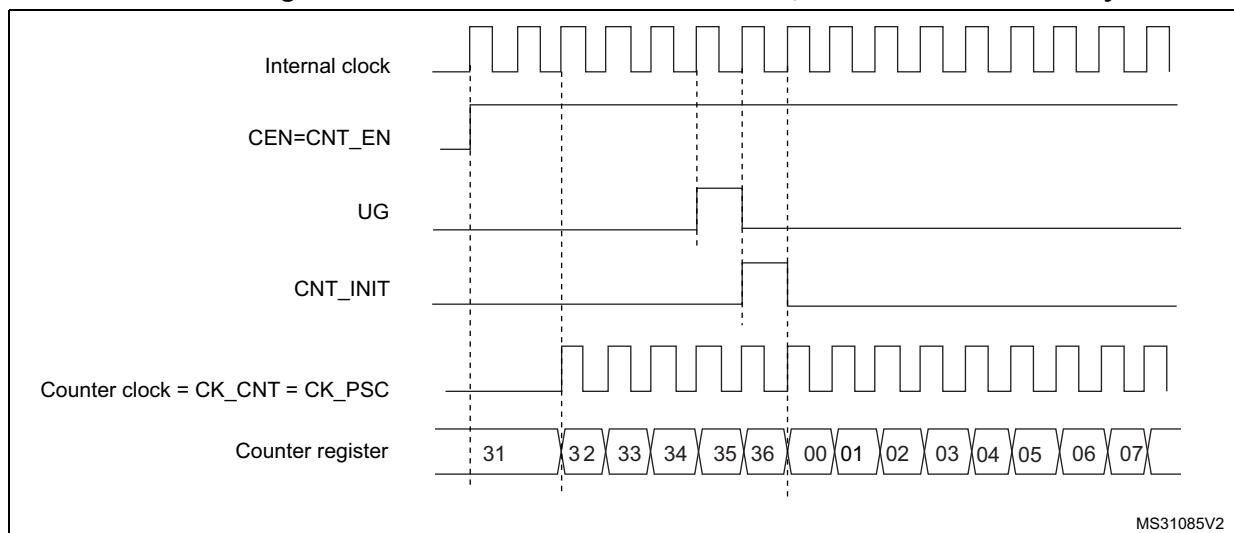 Internal clock
CEN=CNT_EN
UG
CNT_INIT
Counter clock = CK_CNT = CK_PSC
Counter register 31 32 33 34 35 36 00 01 02 03 04 05 06 07
MS31085V2